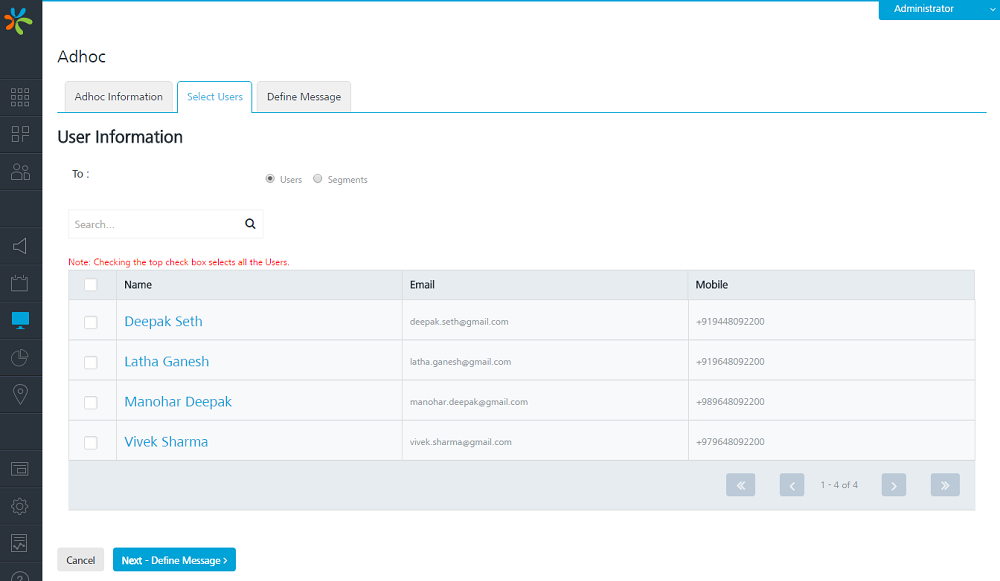 Administrator
Adhoc
Adhoc Information Select Users Define Message
User Information
To : Users Segments
Search...
Note: Checking the top check box selects all the Users.
Name Email Mobile
Deepak Seth deepak.seth@gmail.com +919448092200
Latha Ganesh latha.ganesh@gmail.com +919648092200
Manohar Deepak manohar.deepak@gmail.com +989648092200
Vivek Sharma vivek.sharma@gmail.com +979648092200
« ‹ 1 - 4 of 4 › »
Cancel Next - Define Message ›